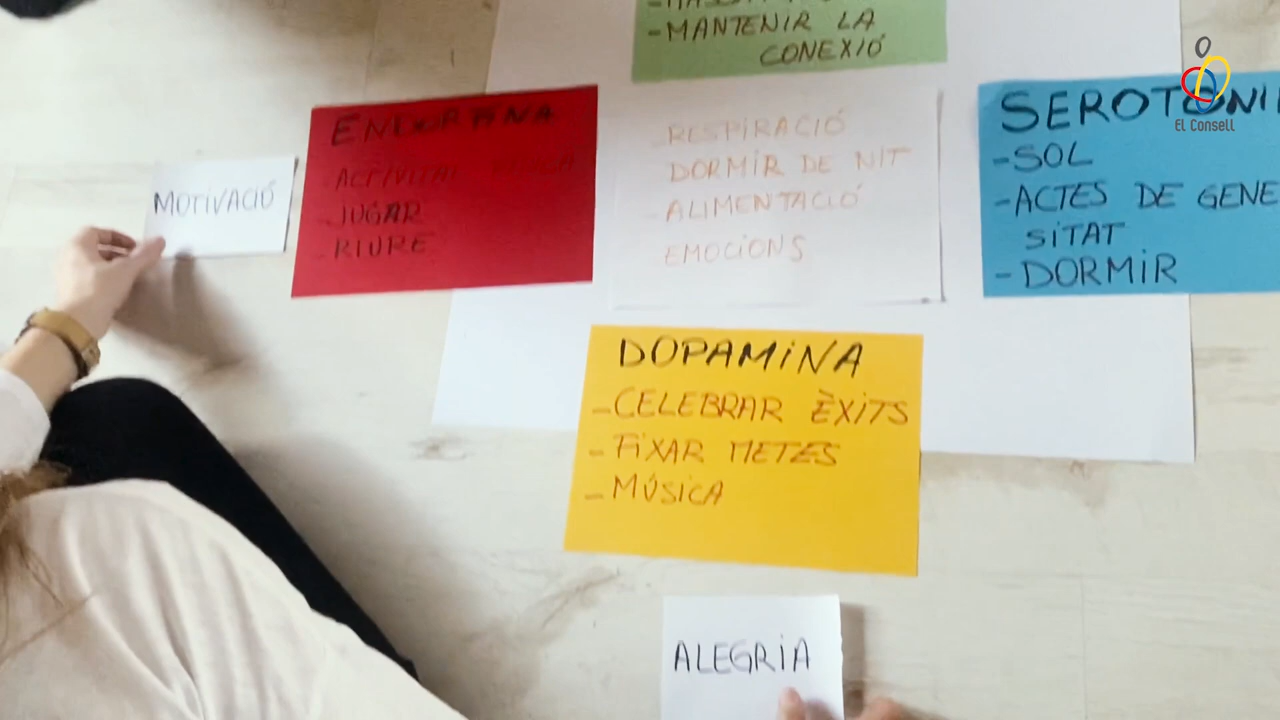 -MANTENIR LA
CONEXIÓ
ENDORFINA
-ACTIVITAT
-JUGAR
-RIURE
MOTIVACIÓ
RESPIRACIÓ
DORMIR DE NIT
ALIMENTACIÓ
EMOCIONS
SEROTONI
-SOL
-ACTES DE GENE
SITAT
-DORMIR
El Consell
DOPAMINA
-CELEBRAR ÈXITS
-FIXAR METES
-MÚSICA
ALEGRIA